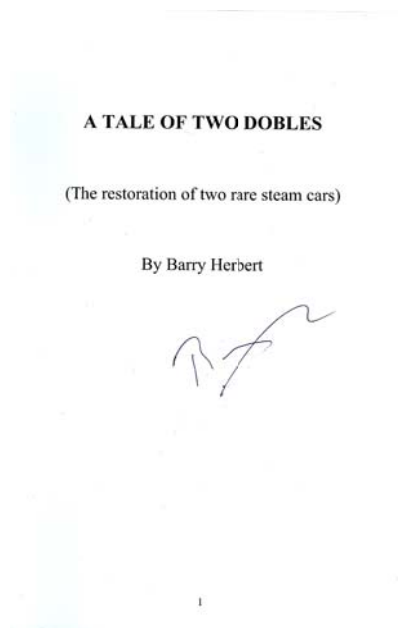 A TALE OF TWO DOBLES
(The restoration of two rare steam cars)
By Barry Herbert
1